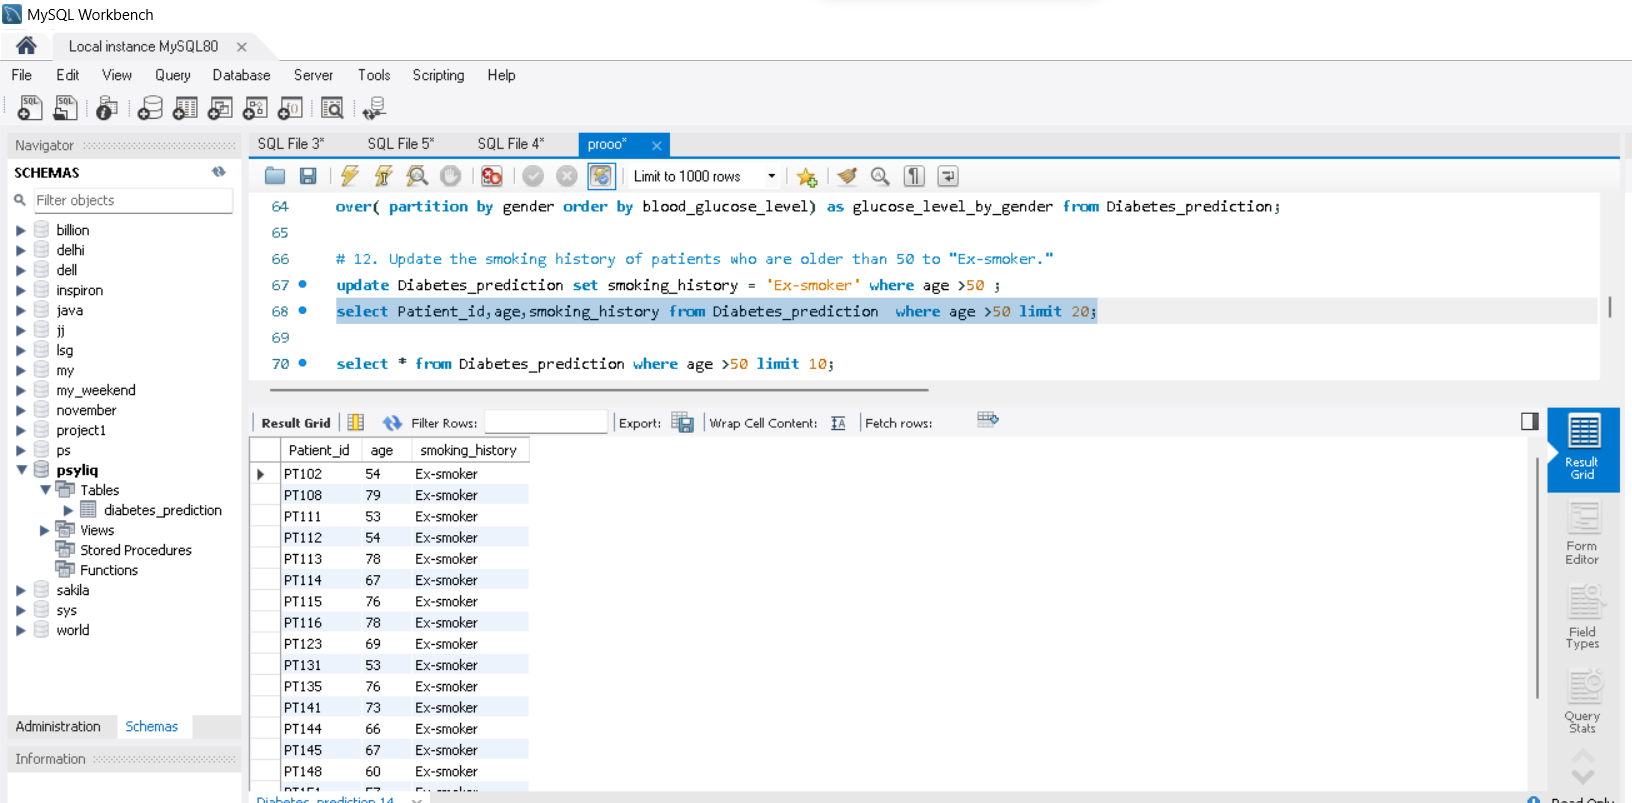 MySQL Workbench
Local instance MySQL80
File Edit View Query Database Server Tools Scripting Help
Navigator
SCHEMAS
Filter objects
billion
delhi
dell
inspiron
java
jj
lsg
my
my_weekend
november
project1
ps
psyliq
Tables
diabetes_prediction
Views
Stored Procedures
Functions
sakila
sys
world
Administration Schemas
Information
SQL File 3* SQL File 5* SQL File 4* prooo*
Limit to 1000 rows
64 over( partition by gender order by blood_glucose_level) as glucose_level_by_gender from Diabetes_prediction;
65
66 # 12. Update the smoking history of patients who are older than 50 to "Ex-smoker."
67 update Diabetes_prediction set smoking_history = 'Ex-smoker' where age >50 ;
68 select Patient_id,age,smoking_history from Diabetes_prediction where age >50 limit 20;
69
70 select * from Diabetes_prediction where age >50 limit 10;
Result Grid Filter Rows: Export: Wrap Cell Content: Fetch rows:
Patient_id age smoking_history
PT102 54 Ex-smoker
PT108 79 Ex-smoker
PT111 53 Ex-smoker
PT112 54 Ex-smoker
PT113 78 Ex-smoker
PT114 67 Ex-smoker
PT115 76 Ex-smoker
PT116 78 Ex-smoker
PT123 69 Ex-smoker
PT131 53 Ex-smoker
PT135 76 Ex-smoker
PT141 73 Ex-smoker
PT144 66 Ex-smoker
PT145 67 Ex-smoker
PT148 60 Ex-smoker
Diabetes_prediction 14
Result
Grid
Form
Editor
Field
Types
Query
Stats
Read Only